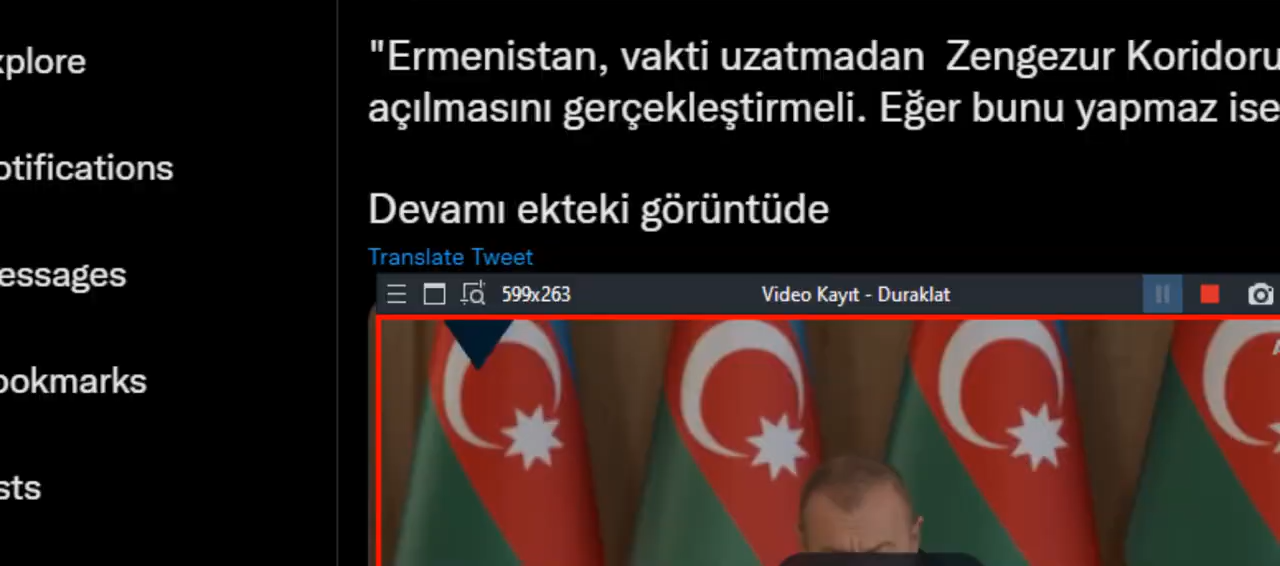 xplore
otifications
essages
ookmarks
sts
"Ermenistan, vakti uzatmadan Zengezur Koridoru
açılmasını gerçekleştirmeli. Eğer bunu yapmaz ise
Devamı ekteki görüntüde
Translate Tweet
599x263 Video Kayıt - Duraklat